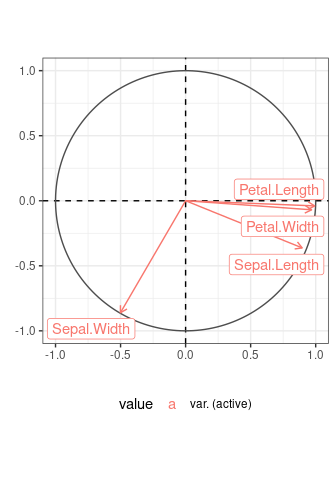 1.0
0.5
Petal.Length
0.0
Petal.Width
Sepal.Length
-0.5
Sepal.Width
-1.0
-1.0 -0.5 0.0 0.5 1.0
value a var. (active)